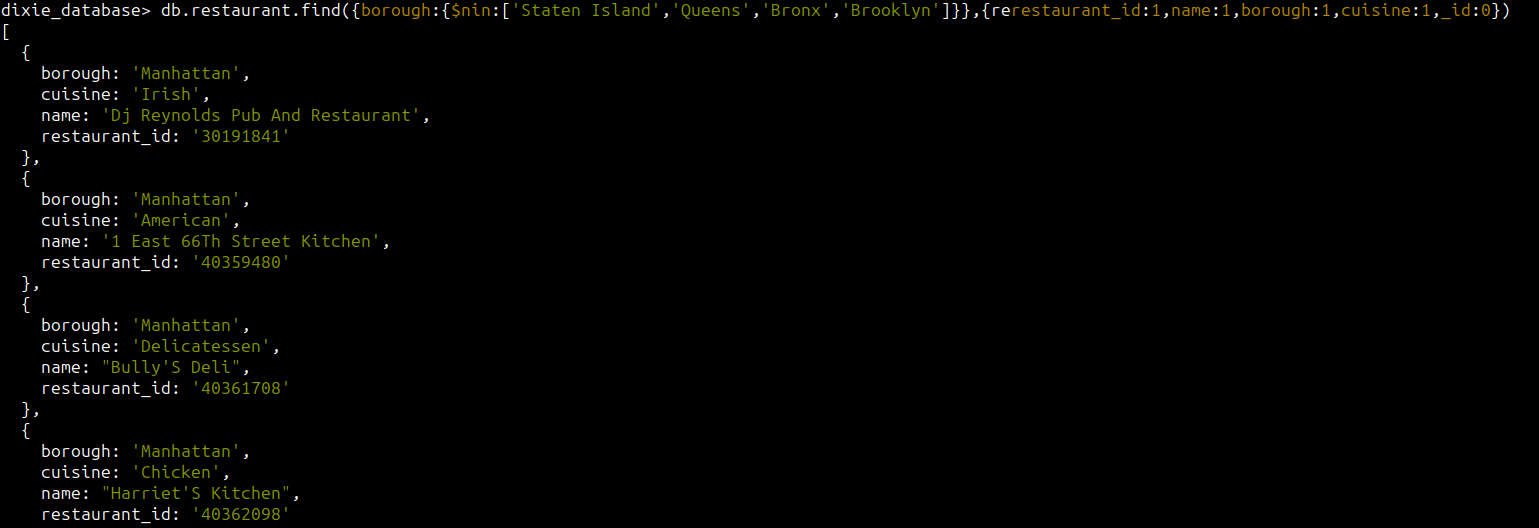 dixie_database> db.restaurant.find({borough:{$nin:['Staten Island','Queens','Bronx','Brooklyn']}},{rerestaurant_id:1,name:1,borough:1,cuisine:1,_id:0})
[
  {
    borough: 'Manhattan',
    cuisine: 'Irish',
    name: 'Dj Reynolds Pub And Restaurant',
    restaurant_id: '30191841'
  },
  {
    borough: 'Manhattan',
    cuisine: 'American',
    name: '1 East 66Th Street Kitchen',
    restaurant_id: '40359480'
  },
  {
    borough: 'Manhattan',
    cuisine: 'Delicatessen',
    name: "Bully'S Deli",
    restaurant_id: '40361708'
  },
  {
    borough: 'Manhattan',
    cuisine: 'Chicken',
    name: "Harriet'S Kitchen",
    restaurant_id: '40362098'